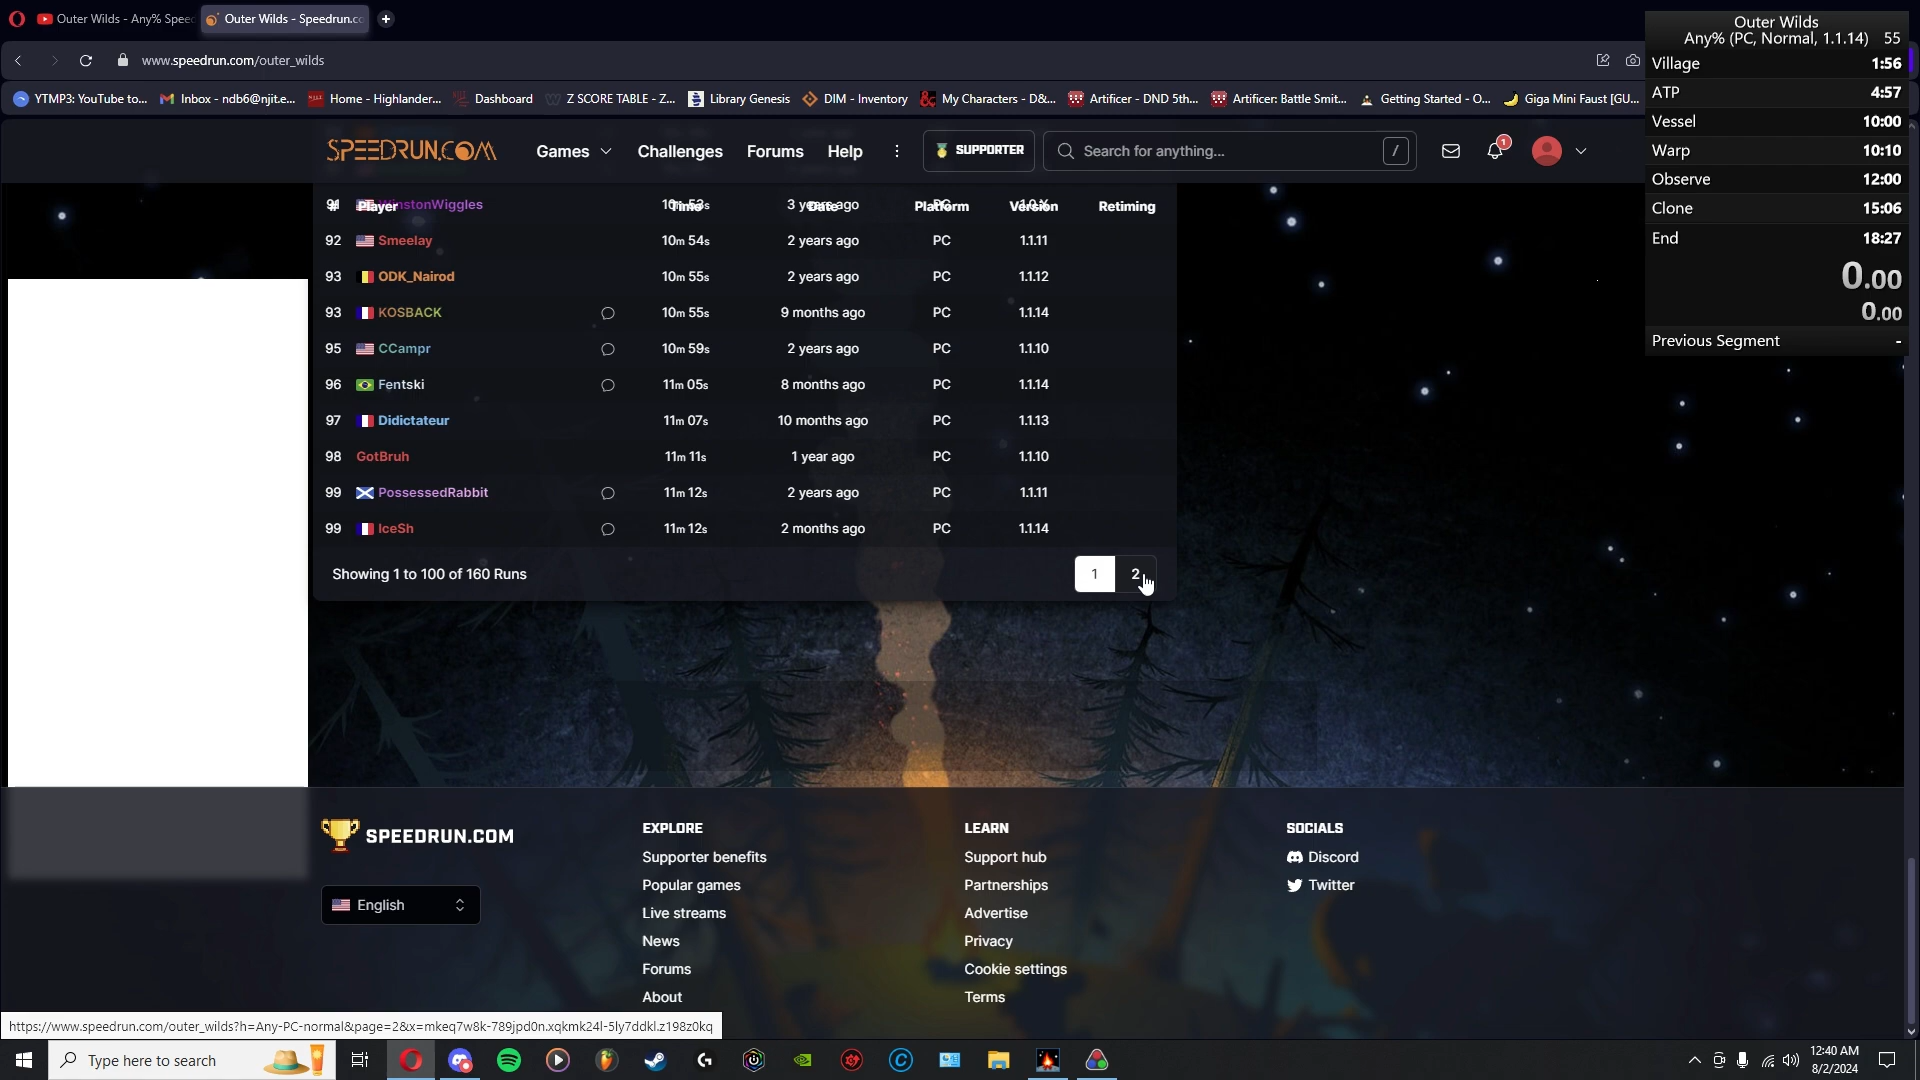 Outer Wilds - Any% Speec
Outer Wilds - Speedrun.co
www.speedrun.com/outer_wilds
YTMP3: YouTube to...
Inbox - ndb6@njit.e...
Home - Highlander...
Dashboard
Z SCORE TABLE - Z...
Library Genesis
DIM - Inventory
My Characters - D&...
Artificer - DND 5th...
Artificer: Battle Smit...
Getting Started - O...
Giga Mini Faust [GU...
SPEEDRUN.COM
Games
Challenges
Forums
Help
SUPPORTER
Search for anything...
/
1
# Player Time Date Platform Version Retiming
91 WinstonWiggles 10m 53s 3 years ago PC 1.0.X
92 Smeelay 10m 54s 2 years ago PC 1.1.11
93 ODK_Nairod 10m 55s 2 years ago PC 1.1.12
93 KOSBACK 10m 55s 9 months ago PC 1.1.14
95 CCampr 10m 59s 2 years ago PC 1.1.10
96 Fentski 11m 05s 8 months ago PC 1.1.14
97 Didictateur 11m 07s 10 months ago PC 1.1.13
98 GotBruh 11m 11s 1 year ago PC 1.1.10
99 PossessedRabbit 11m 12s 2 years ago PC 1.1.11
99 IceSh 11m 12s 2 months ago PC 1.1.14
Showing 1 to 100 of 160 Runs
1 2
Outer Wilds
Any% (PC, Normal, 1.1.14) 55
Village 1:56
ATP 4:57
Vessel 10:00
Warp 10:10
Observe 12:00
Clone 15:06
End 18:27
0.00
0.00
Previous Segment -
SPEEDRUN.COM
English
EXPLORE
Supporter benefits
Popular games
Live streams
News
Forums
About
LEARN
Support hub
Partnerships
Advertise
Privacy
Cookie settings
Terms
SOCIALS
Discord
Twitter
https://www.speedrun.com/outer_wilds?h=Any-PC-normal&page=2&x=mkeq7w8k-789jpd0n.xqkmk24l-5ly7ddkl.z198z0kq
Type here to search
12:40 AM
8/2/2024